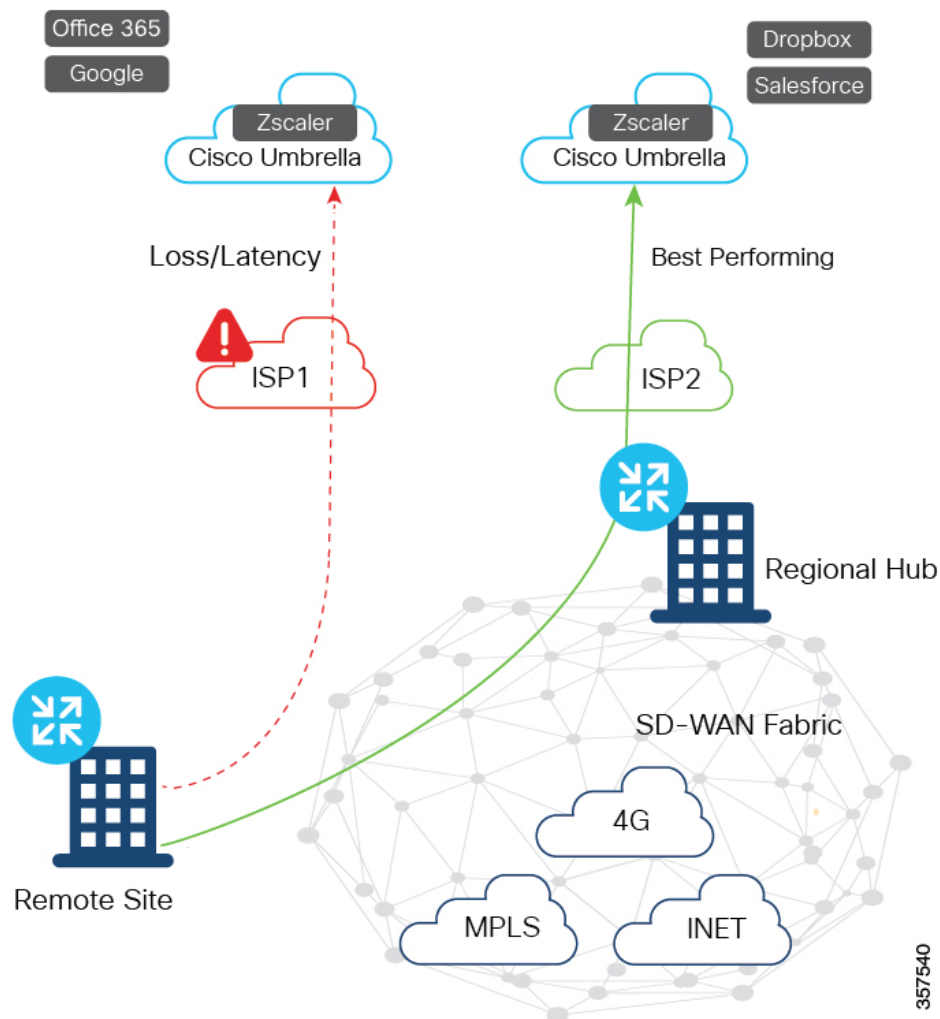 Office 365
Google
Dropbox
Salesforce
Zscaler
Cisco Umbrella
Zscaler
Cisco Umbrella
Loss/Latency
Best Performing
ISP1
ISP2
Regional Hub
SD-WAN Fabric
4G
Remote Site
MPLS
INET
357540